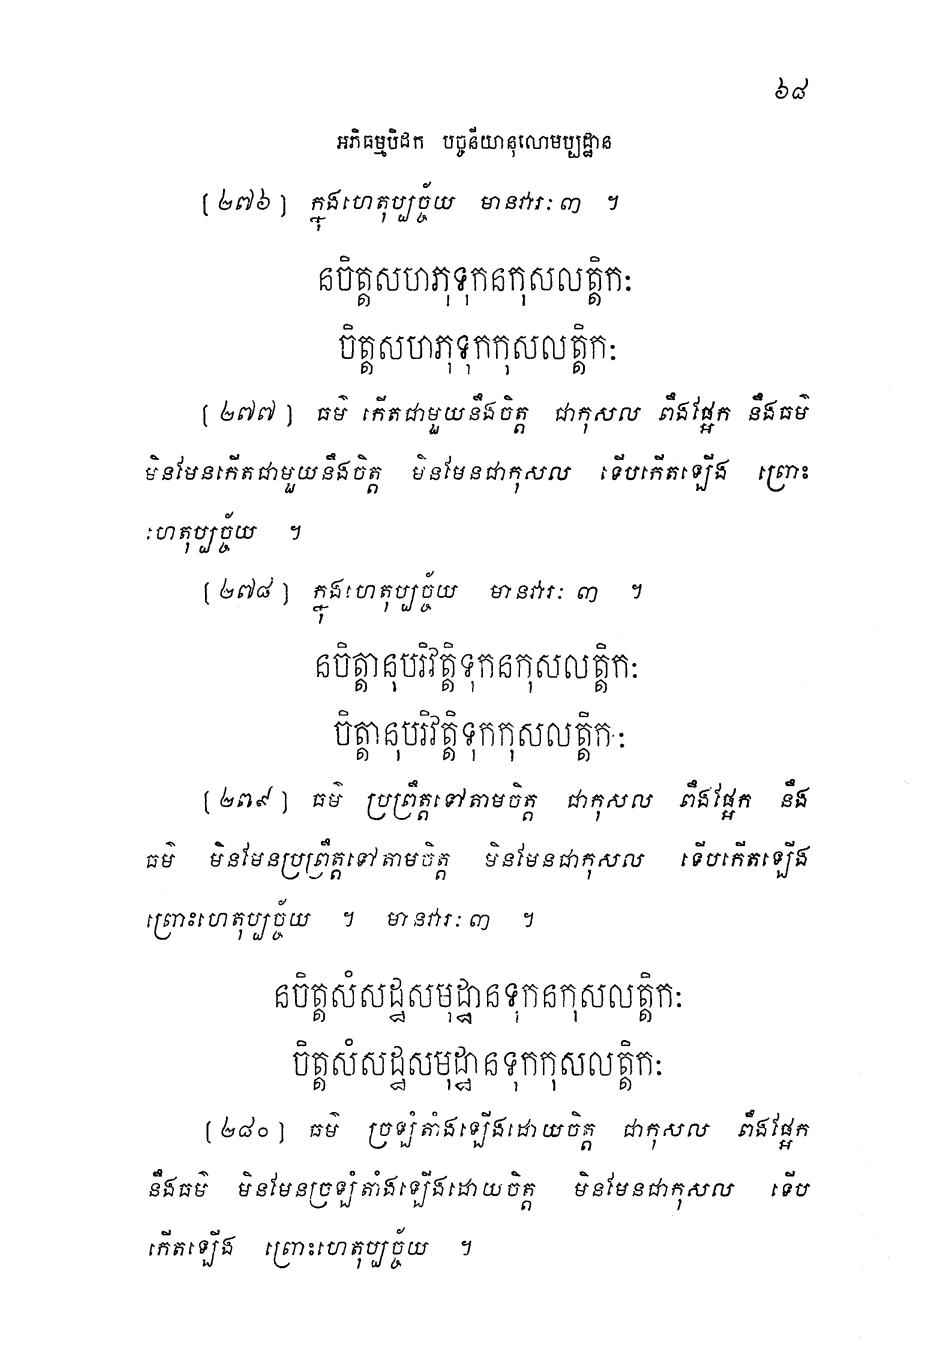 ៦៨
អភិធម្មបិដក បច្ចនីយានុលោមប្បដ្ឋាន
[២៧៦] ក្នុងហេតុប្បច្ច័យ មានវារៈ៣ ។
នចិត្តសហភុទុកនកុសលត្តិកៈ
ចិត្តសហភុទុកកុសលត្តិកៈ
[២៧៧] ធម៌ កើតជាមួយនឹងចិត្ត ជាកុសល ពឹងផ្អែក នឹងធម៌
មិនមែនកើតជាមួយនឹងចិត្ត មិនមែនជាកុសល ទើបកើតឡើង ព្រោះ
ហេតុប្បច្ច័យ ។
[២៧៨] ក្នុងហេតុប្បច្ច័យ មានវារៈ ៣ ។
នចិត្តានុបរិវត្តិទុកនកុសលត្តិកៈ
ចិត្តានុបរិវត្តិទុកកុសលត្តិកៈ
[២៧៩] ធម៌ ប្រព្រឹត្តទៅតាមចិត្ត ជាកុសល ពឹងផ្អែក នឹង
ធម៌ មិនមែនប្រព្រឹត្តទៅតាមចិត្ត មិនមែនជាកុសល ទើបកើតឡើង
ព្រោះហេតុប្បច្ច័យ ។ មានវារៈ៣ ។
នចិត្តសំសដ្ឋសមុដ្ឋានទុកនកុសលត្តិកៈ
ចិត្តសំសដ្ឋសមុដ្ឋានទុកកុសលត្តិកៈ
[២៨០] ធម៌ ច្រឡំតាំងឡើងដោយចិត្ត ជាកុសល ពឹងផ្អែក
នឹងធម៌ មិនមែនច្រឡំតាំងឡើងដោយចិត្ត មិនមែនជាកុសល ទើប
កើតឡើង ព្រោះហេតុប្បច្ច័យ ។